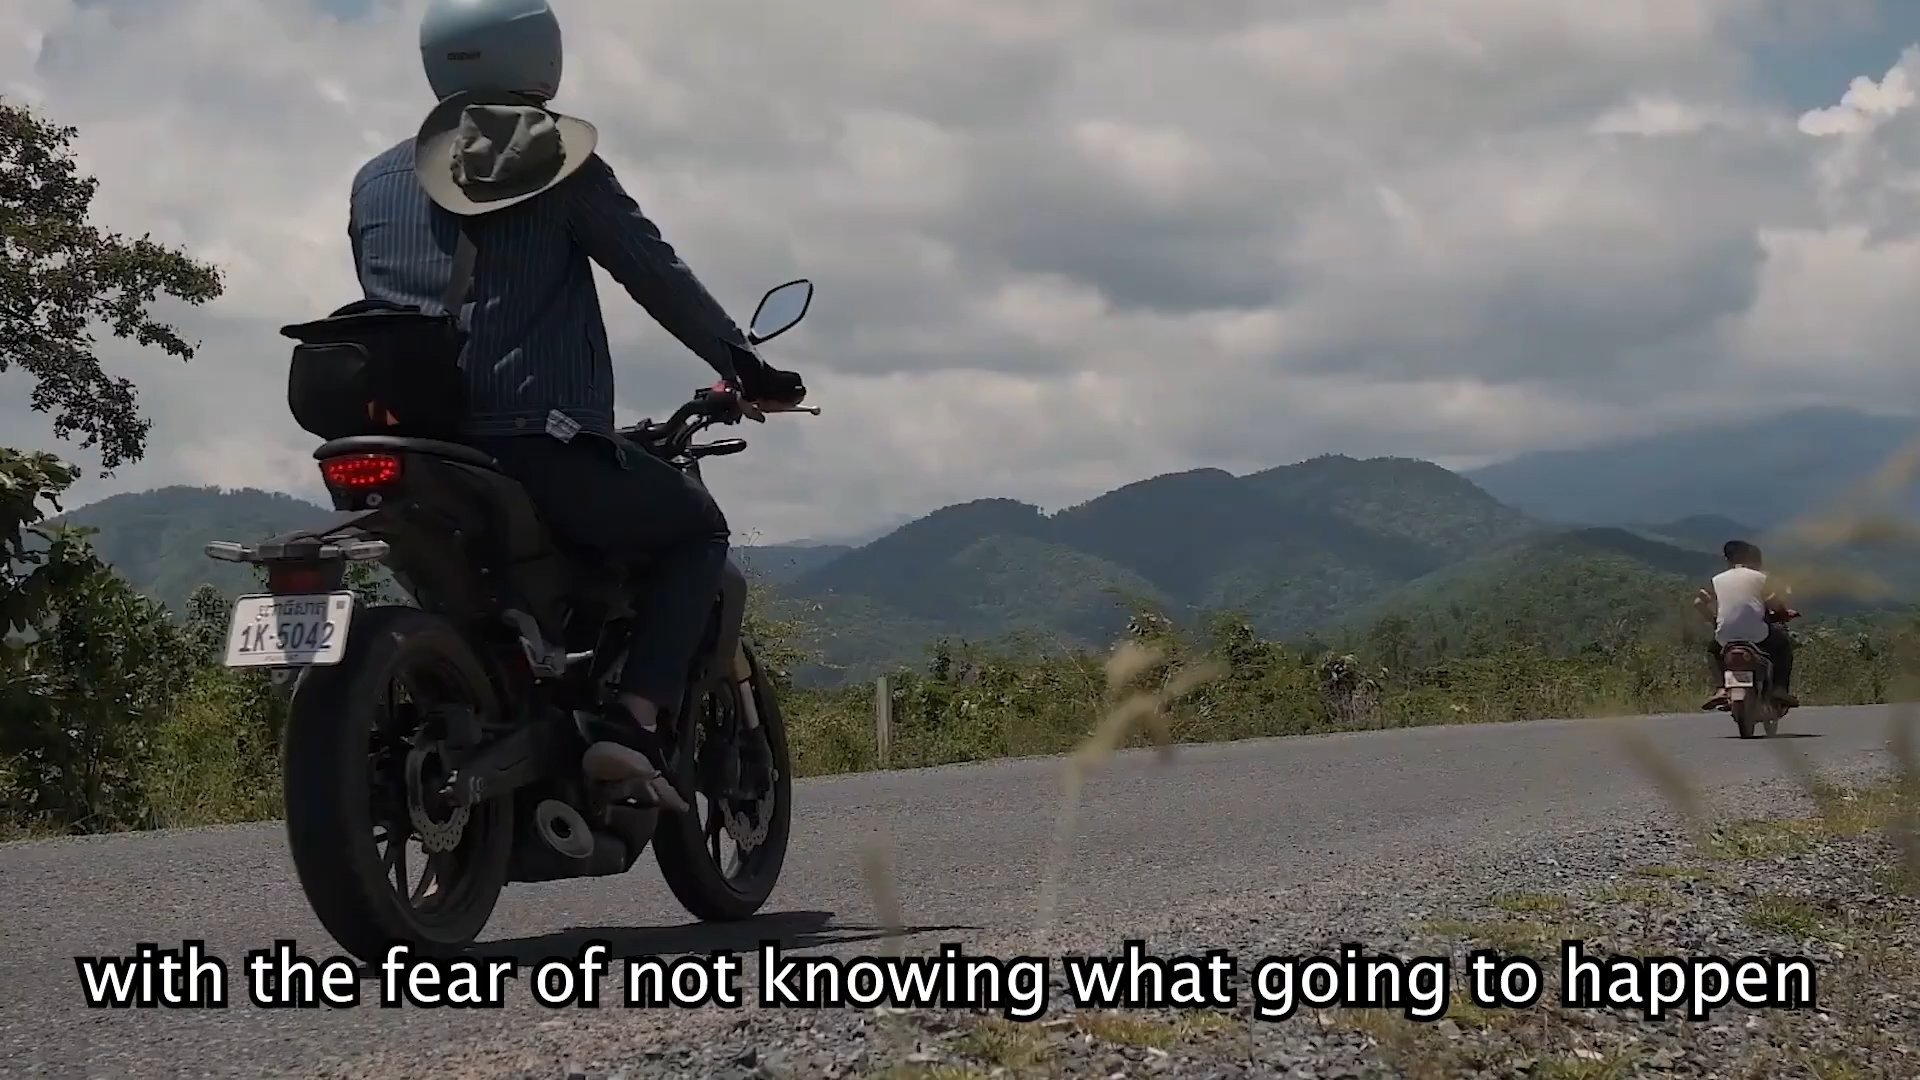 1K-5042
with the fear of not knowing what going to happen